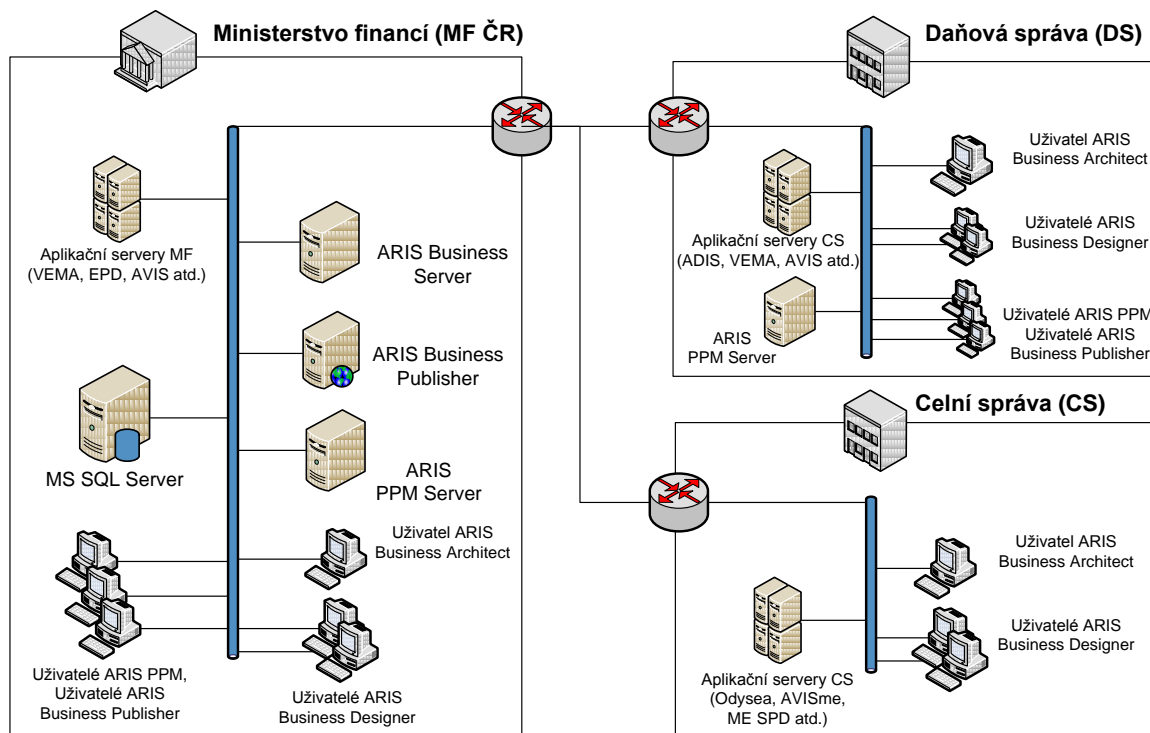 Ministerstvo financí (MF ČR)
Aplikační servery MF
(VEMA, EPD, AVIS atd.)
ARIS Business
Server
ARIS Business
Publisher
MS SQL Server
ARIS
PPM Server
Uživatel ARIS
Business Architect
Uživatelé ARIS PPM,
Uživatelé ARIS
Business Publisher
Uživatelé ARIS
Business Designer
Daňová správa (DS)
Uživatel ARIS
Business Architect
Aplikační servery CS
(ADIS, VEMA, AVIS atd.)
Uživatelé ARIS
Business Designer
ARIS
PPM Server
Uživatelé ARIS PPM,
Uživatelé ARIS
Business Publisher
Celní správa (CS)
Uživatel ARIS
Business Architect
Uživatelé ARIS
Business Designer
Aplikační servery CS
(Odysea, AVISme,
ME SPD atd.)